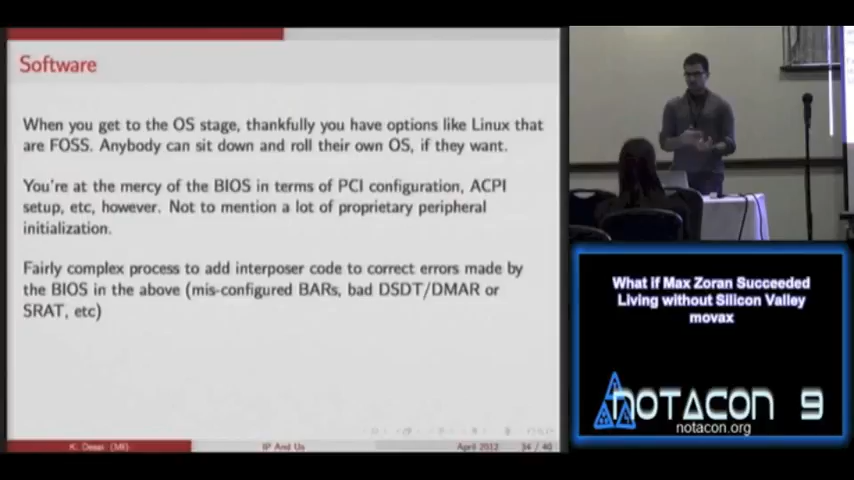 Software
When you get to the OS stage, thankfully you have options like Linux that
are FOSS. Anybody can sit down and roll their own OS, if they want.
You're at the mercy of the BIOS in terms of PCI configuration, ACPI
setup, etc, however. Not to mention a lot of proprietary peripheral
initialization.
Fairly complex process to add interposer code to correct errors made by
the BIOS in the above (mis-configured BARs, bad DSDT/DMAR or
SRAT, etc)
K. Desai
IP And Us
April 2012
34 / 40
What if Max Zoran Succeeded
Living without Silicon Valley
movax
NOTACON 9
notacon.org